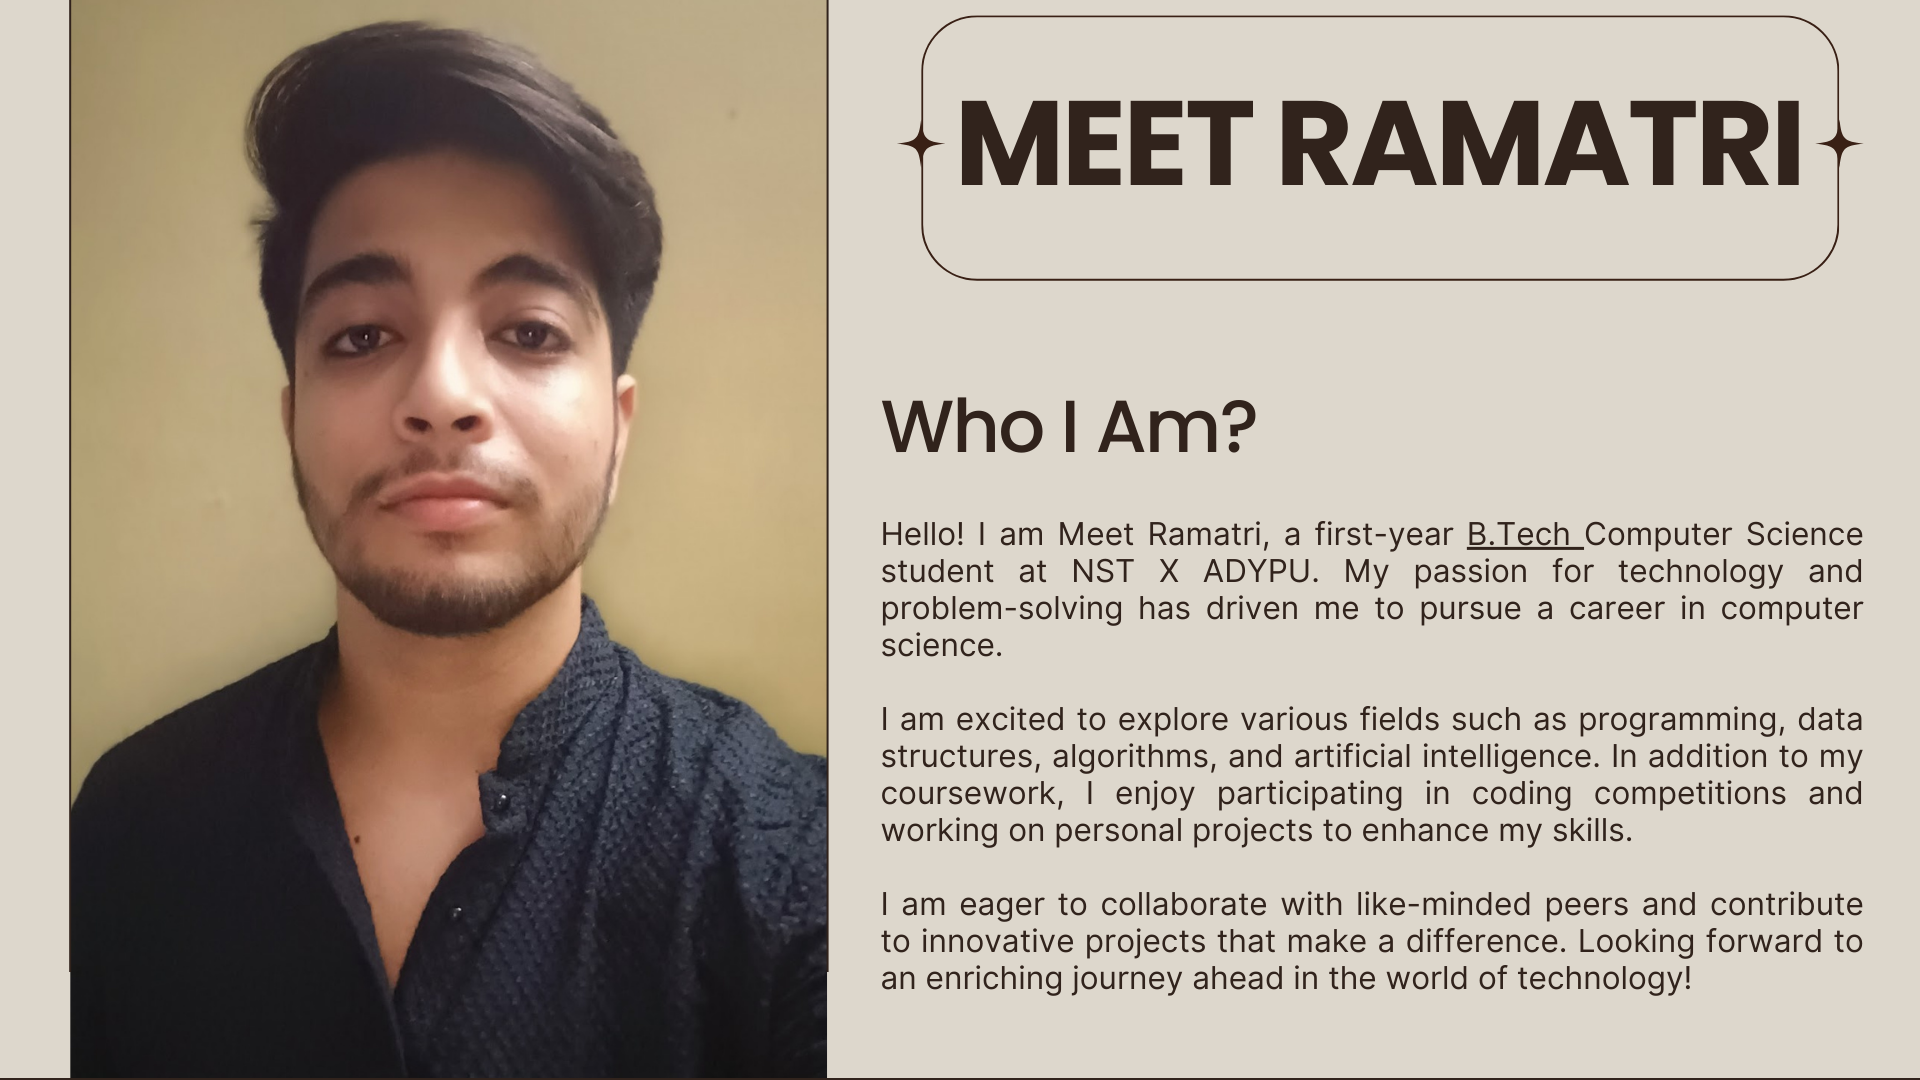 MEET RAMATRI
Who I Am?
Hello! I am Meet Ramatri, a first-year B.Tech Computer Science
student at NST X ADYPU. My passion for technology and
problem-solving has driven me to pursue a career in computer
science.
I am excited to explore various fields such as programming, data
structures, algorithms, and artificial intelligence. In addition to my
coursework, I enjoy participating in coding competitions and
working on personal projects to enhance my skills.
I am eager to collaborate with like-minded peers and contribute
to innovative projects that make a difference. Looking forward to
an enriching journey ahead in the world of technology!